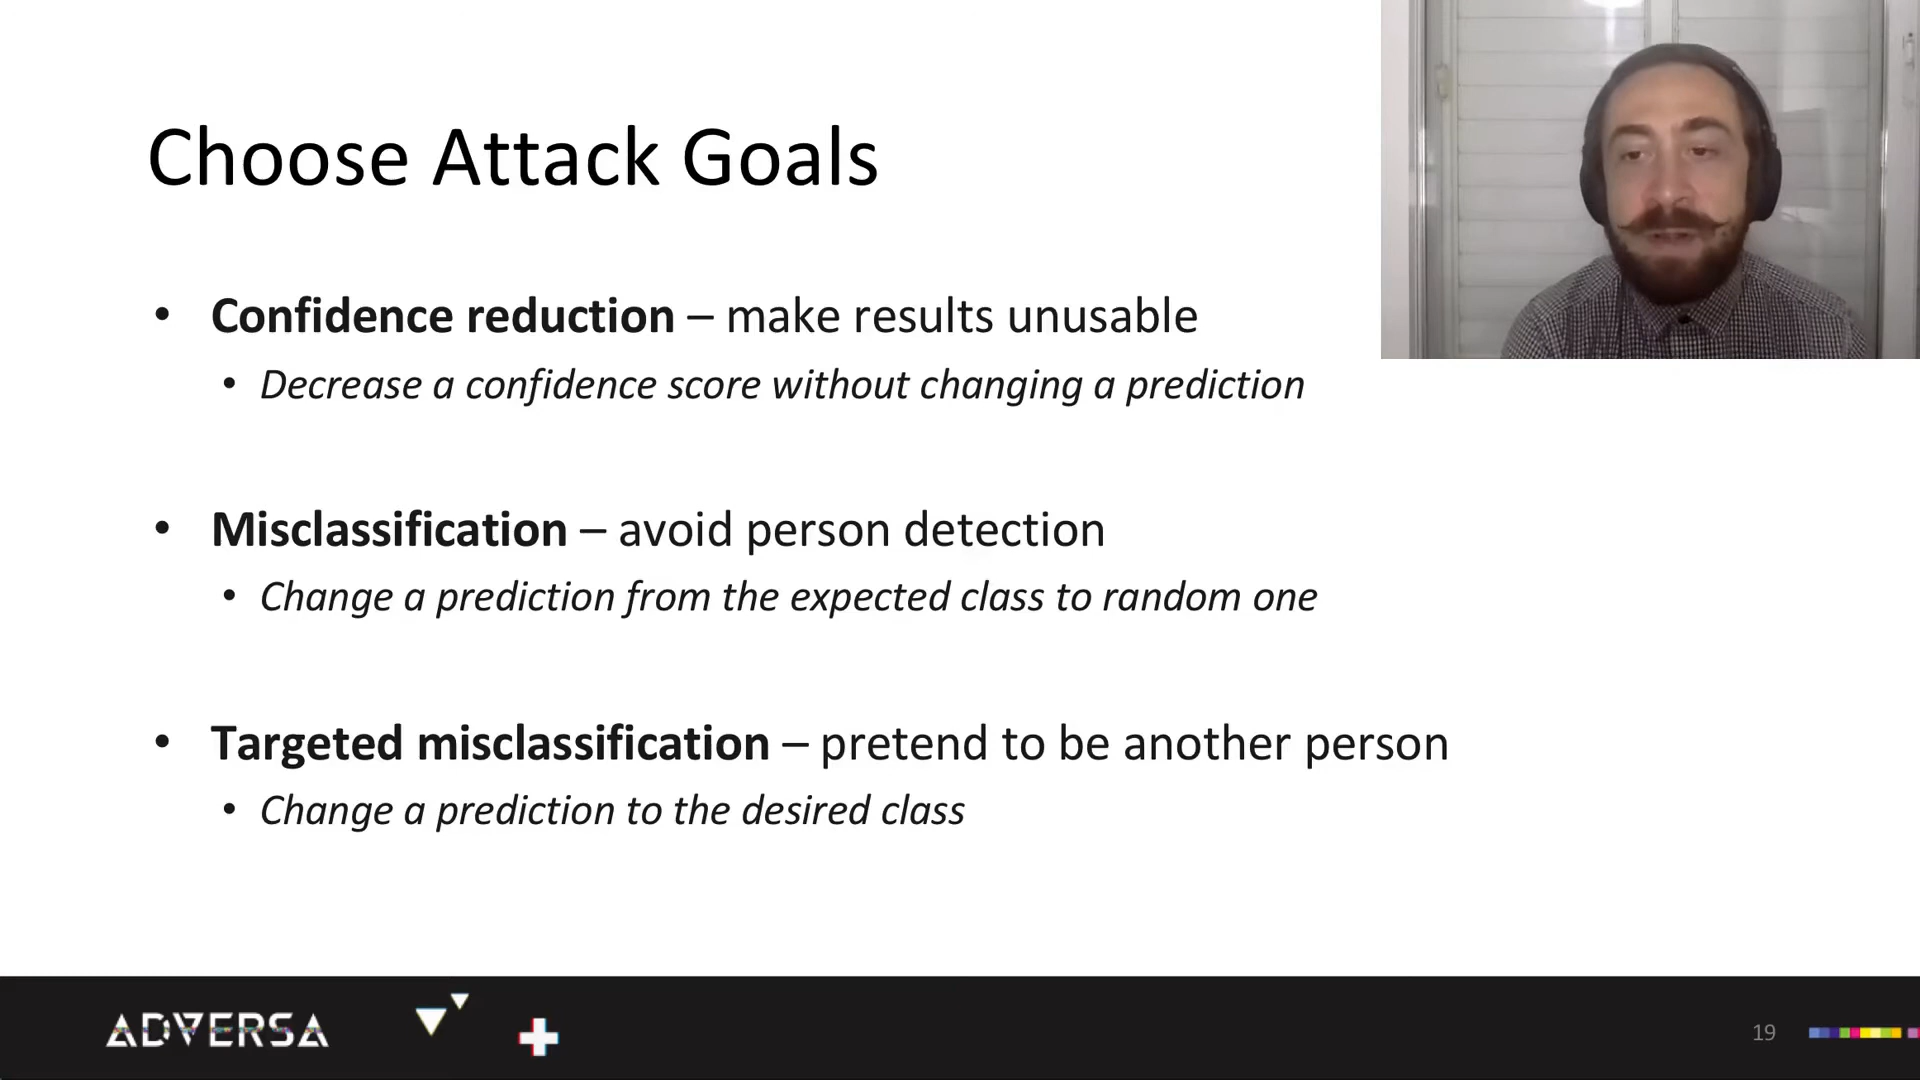 Choose Attack Goals
• Confidence reduction – make results unusable
• Decrease a confidence score without changing a prediction
• Misclassification – avoid person detection
• Change a prediction from the expected class to random one
• Targeted misclassification – pretend to be another person
• Change a prediction to the desired class
ADVERSA
19